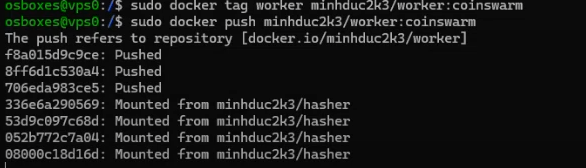 osboxes@vps0:/$ sudo docker tag worker minhduc2k3/worker:coinswarm
osboxes@vps0:/$ sudo docker push minhduc2k3/worker:coinswarm
The push refers to repository [docker.io/minhduc2k3/worker]
f8a015d9c9ce: Pushed
8ff6d1c530a4: Pushed
706eda983ce5: Pushed
336e6a290569: Mounted from minhduc2k3/hasher
53d9c097c68d: Mounted from minhduc2k3/hasher
052b772c7a04: Mounted from minhduc2k3/hasher
08000c18d16d: Mounted from minhduc2k3/hasher